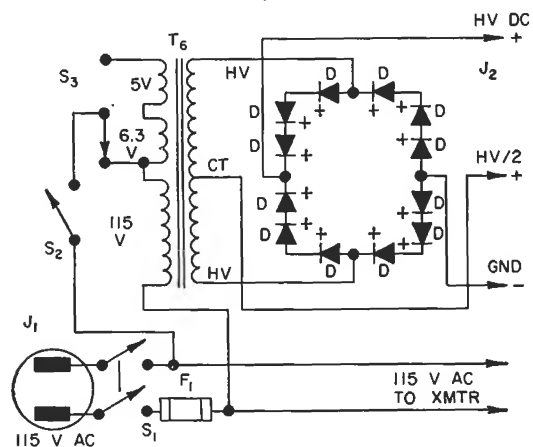 HV DC
+
T6
S3
5V
HV
D
D
J2
D
+
+
+
+
D
6.3
V
D
+
+
D
HV/2
+
CT
115
V
S2
D
+
+
D
D
+
+
D
GND
-
HV
D
D
J1
F1
115 V AC
TO XMTR
S1
115 V AC